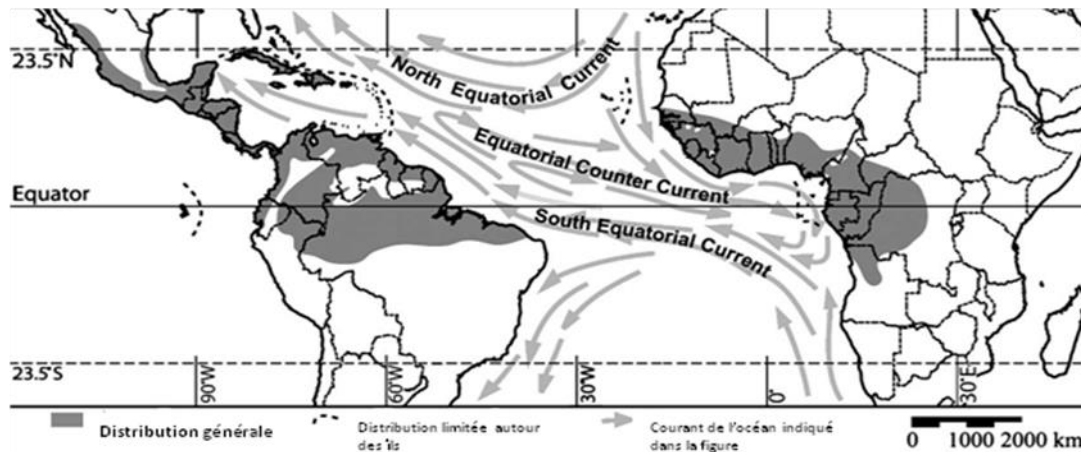 23.5°N
North Equatorial Current
Equatorial Counter Current
Equator
South Equatorial Current
23.5°S
90°W
60°W
30°W
0°
30°E
Distribution générale
Distribution limitée autour
des îls
Courant de l'océan indiqué
dans la figure
0 1000 2000 km